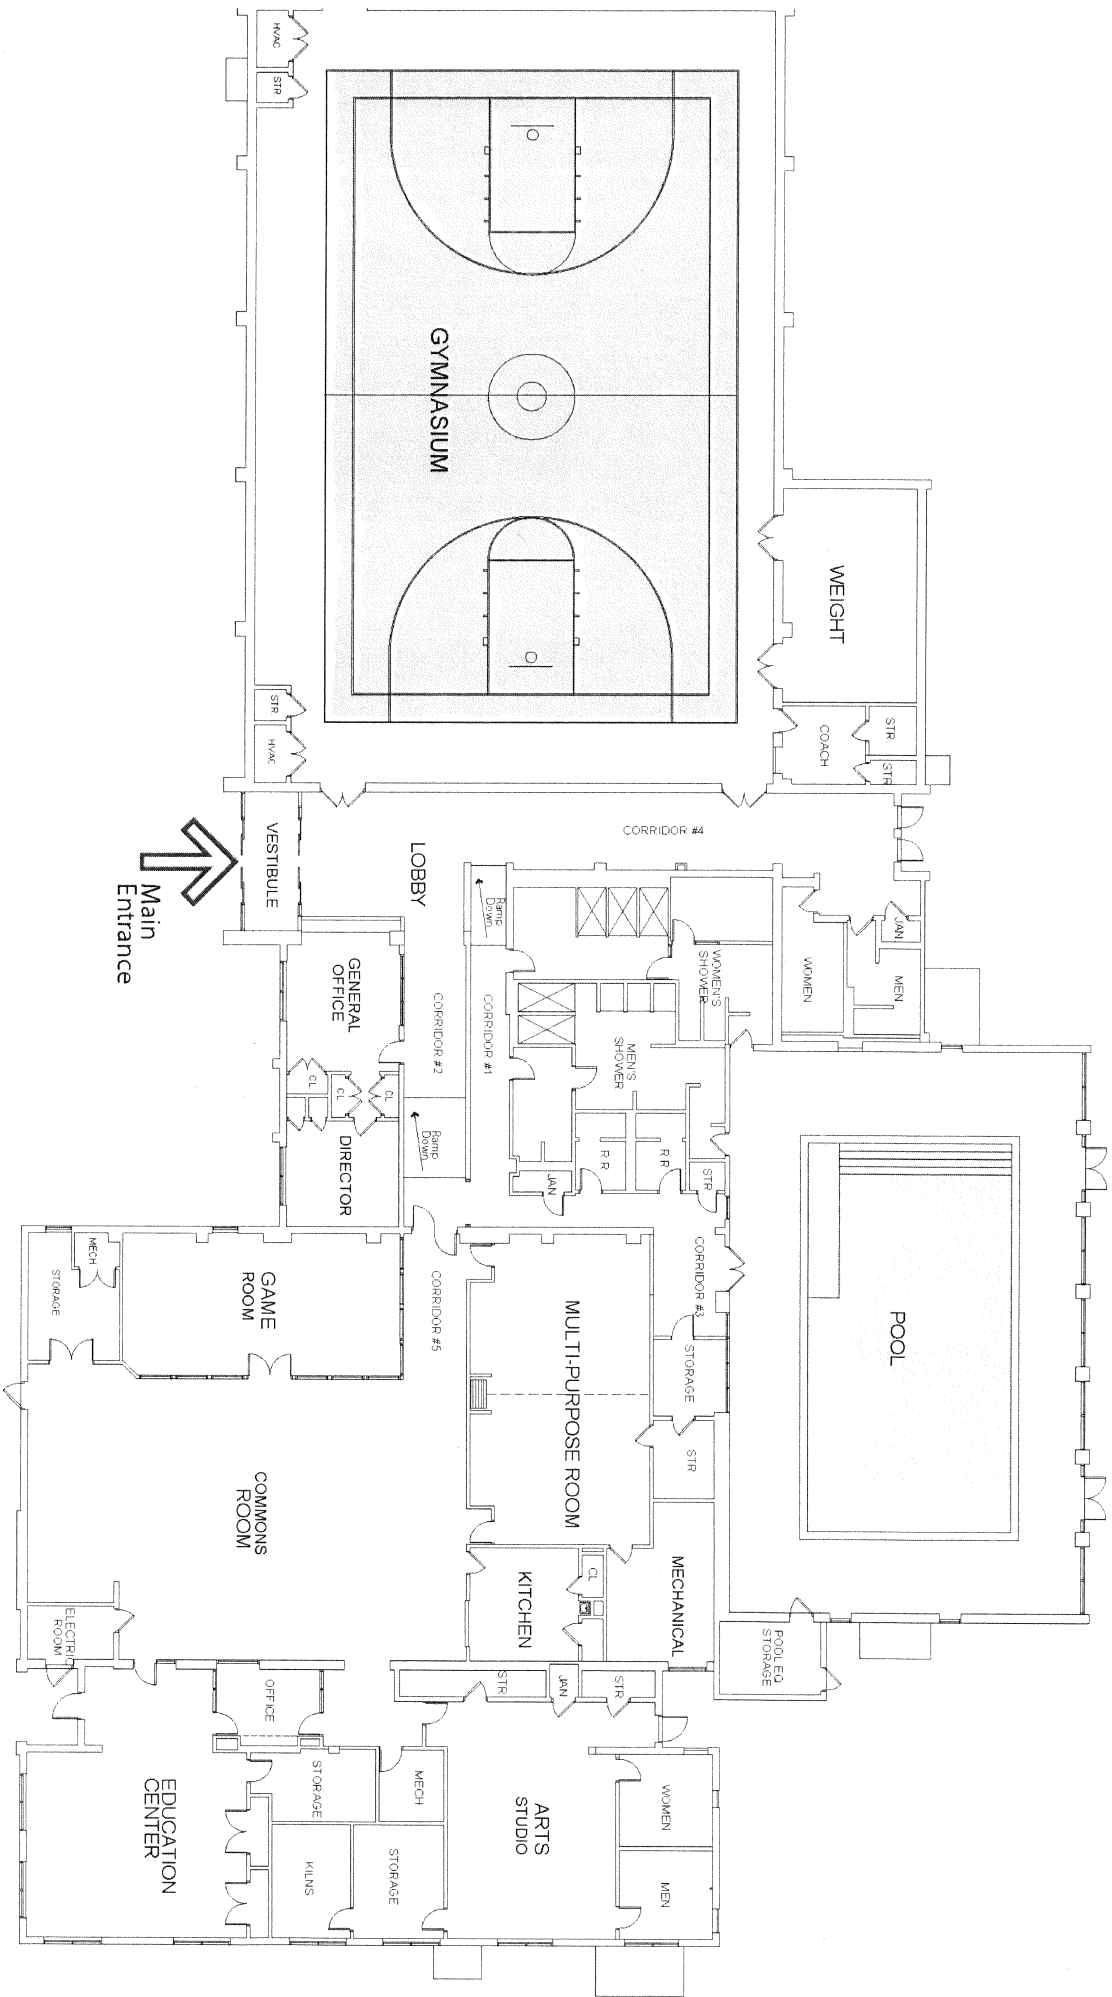 HVAC
STR
GYMNASIUM
WEIGHT
STR
HVAC
COACH
STR
STR
VESTIBULE
Main
Entrance
LOBBY
CORRIDOR #4
Ramp
Down
JAN
MEN
WOMEN
WOMEN'S
SHOWER
GENERAL
OFFICE
CORRIDOR #2
CORRIDOR #1
MEN'S
SHOWER
CL
CL
CL
DIRECTOR
Ramp
Down
JAN
RR
RR
STR
CORRIDOR #3
POOL
MECH
STORAGE
GAME
ROOM
CORRIDOR #5
MULTI-PURPOSE ROOM
STORAGE
STR
COMMONS
ROOM
KITCHEN
CL
MECHANICAL
POOL EQ
STORAGE
ELECTRIC
ROOM
OFFICE
STR
JAN
STR
EDUCATION
CENTER
STORAGE
MECH
KILNS
STORAGE
ARTS
STUDIO
WOMEN
MEN